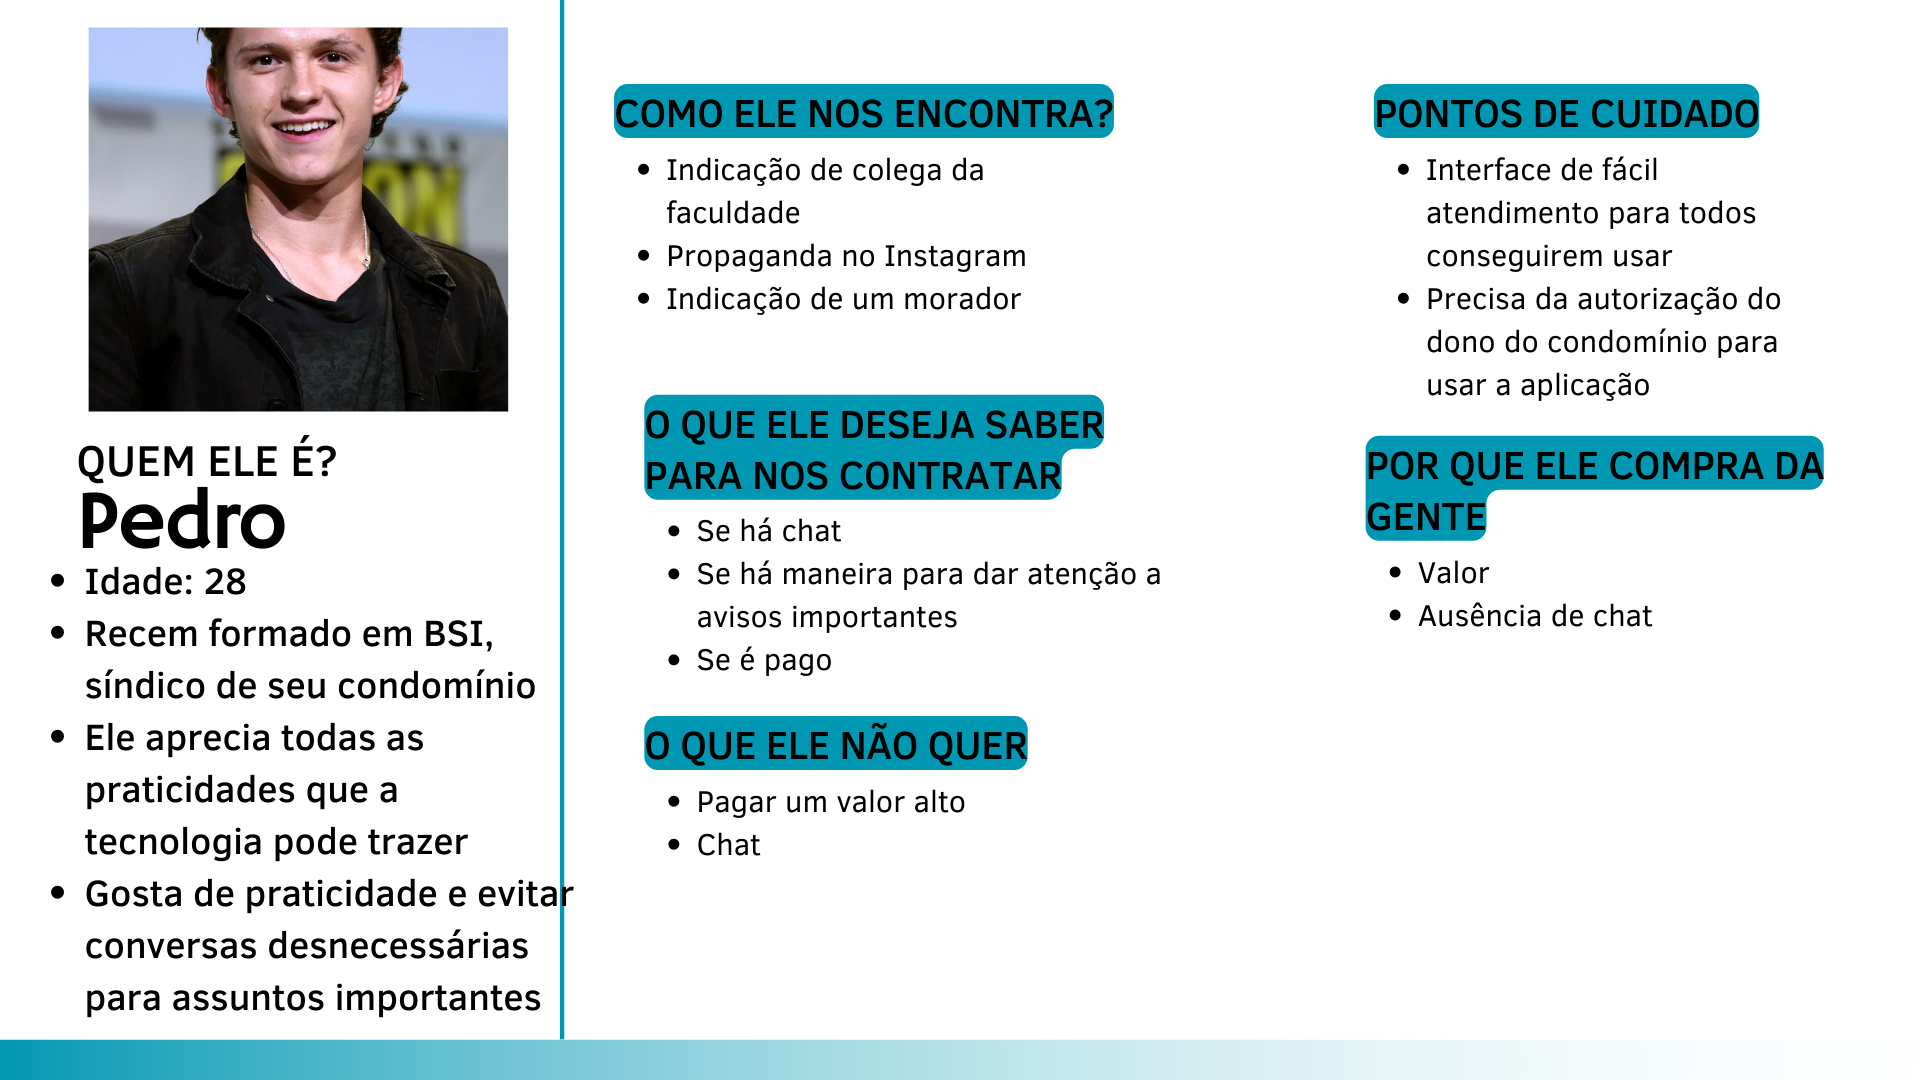 QUEM ELE É?
Pedro
• Idade: 28
• Recem formado em BSI,
síndico de seu condomínio
• Ele aprecia todas as
praticidades que a
tecnologia pode trazer
• Gosta de praticidade e evitar
conversas desnecessárias
para assuntos importantes
COMO ELE NOS ENCONTRA?
• Indicação de colega da
faculdade
• Propaganda no Instagram
• Indicação de um morador
O QUE ELE DESEJA SABER
PARA NOS CONTRATAR
• Se há chat
• Se há maneira para dar atenção a
avisos importantes
• Se é pago
O QUE ELE NÃO QUER
• Pagar um valor alto
• Chat
PONTOS DE CUIDADO
• Interface de fácil
atendimento para todos
conseguirem usar
• Precisa da autorização do
dono do condomínio para
usar a aplicação
POR QUE ELE COMPRA DA
GENTE
• Valor
• Ausência de chat